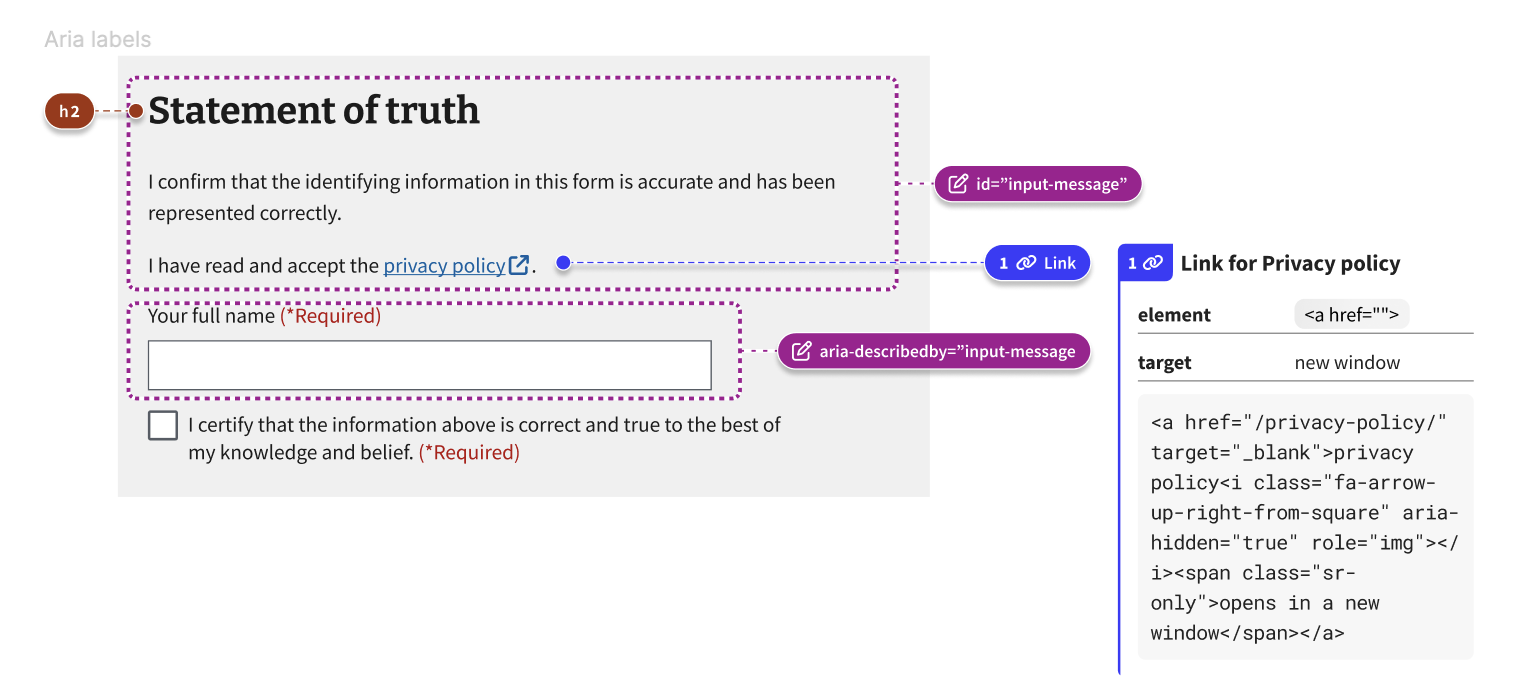 Aria labels
h2
Statement of truth
I confirm that the identifying information in this form is accurate and has been
represented correctly.
id=”input-message”
I have read and accept the privacy policy.
1 Link
1 Link for Privacy policy
element <a href="">
target new window
<a href="/privacy-policy/"
target="_blank">privacy
policy<i class="fa-arrow-
up-right-from-square" aria-
hidden="true" role="img"></
i><span class="sr-
only">opens in a new
window</span></a>
Your full name (*Required)
aria-describedby=”input-message
I certify that the information above is correct and true to the best of
my knowledge and belief. (*Required)